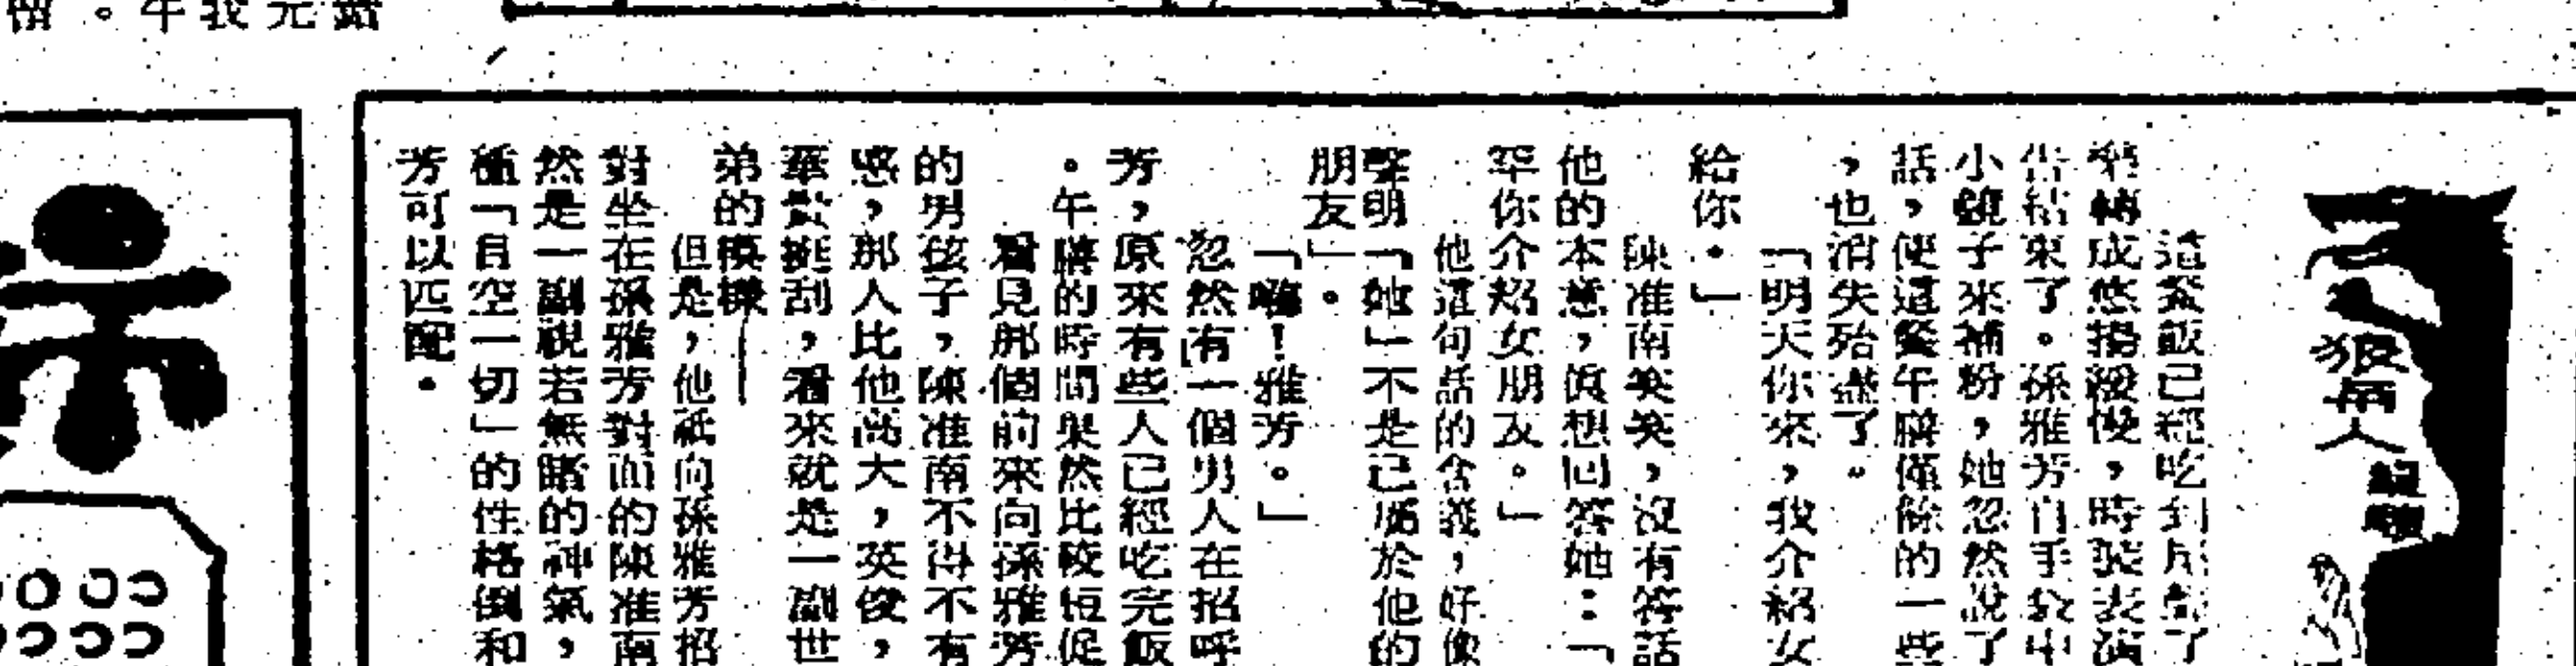 這餐飯已經吃到尾聲了
樂轉成悠揚緩慢,時裝表演
告結束了。孫雅芳自手袋中
小鏡子來補粉,她忽然說了
話,使這餐午膳僅餘的一些
,也消失殆盡了。
「明天你來,我介紹女
給你。」
陳准南笑笑,沒有答話
他的本意,眞想回答她:「
罕你介紹女朋友。」
他這句話的含義,好像
聲明「她」不是已屬於他的
朋友」。
「嗨!雅芳。」
忽然有一個男人在招呼
芳,原來有些人已經吃完飯
。午膳的時間果然比較短促
看見那個前來向孫雅芳
的男孩子,陳准南不得不有
感,那人比他高大,英俊,
華貴挑剔,看來就是一副世
弟的模樣——
但是,他祇向孫雅芳招
對坐在孫雅芳對面的陳准南
然是一副視若無睹的神氣,
種「目空一切」的性格倒和
芳可以匹配。
狼女人